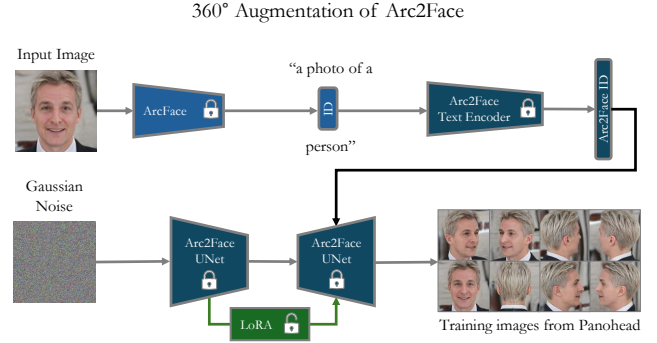 360° Augmentation of Arc2Face
Input Image
"a photo of a
ArcFace
ID
Arc2Face
Text Encoder
Arc2Face ID
person"
Gaussian
Noise
Arc2Face
UNet
Arc2Face
UNet
LoRA
Training images from Panohead